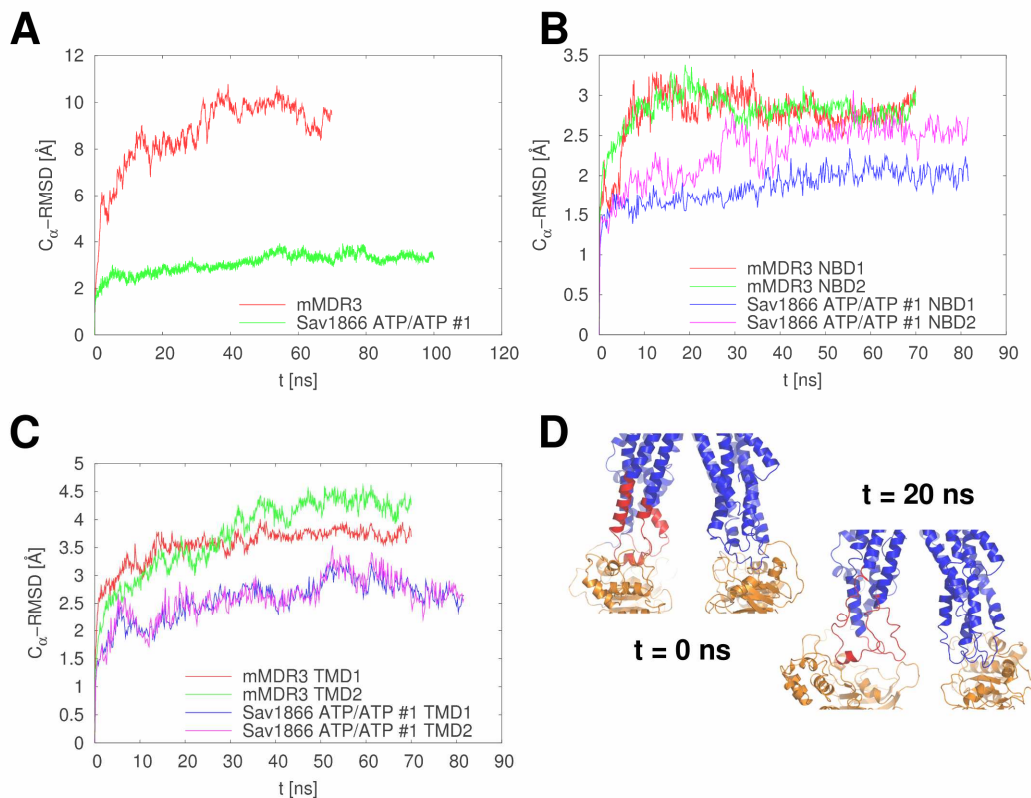 A
12
10
8
6
4
2
0
Cα-RMSD [Å]
mMDR3
Sav1866 ATP/ATP #1
0 20 40 60 80 100 120
t [ns]
B
3.5
3
2.5
2
1.5
1
0.5
0
Cα-RMSD [Å]
mMDR3 NBD1
mMDR3 NBD2
Sav1866 ATP/ATP #1 NBD1
Sav1866 ATP/ATP #1 NBD2
0 10 20 30 40 50 60 70 80 90
t [ns]
C
5
4.5
4
3.5
3
2.5
2
1.5
1
0.5
0
Cα-RMSD [Å]
mMDR3 TMD1
mMDR3 TMD2
Sav1866 ATP/ATP #1 TMD1
Sav1866 ATP/ATP #1 TMD2
0 10 20 30 40 50 60 70 80 90
t [ns]
D
t = 20 ns
t = 0 ns